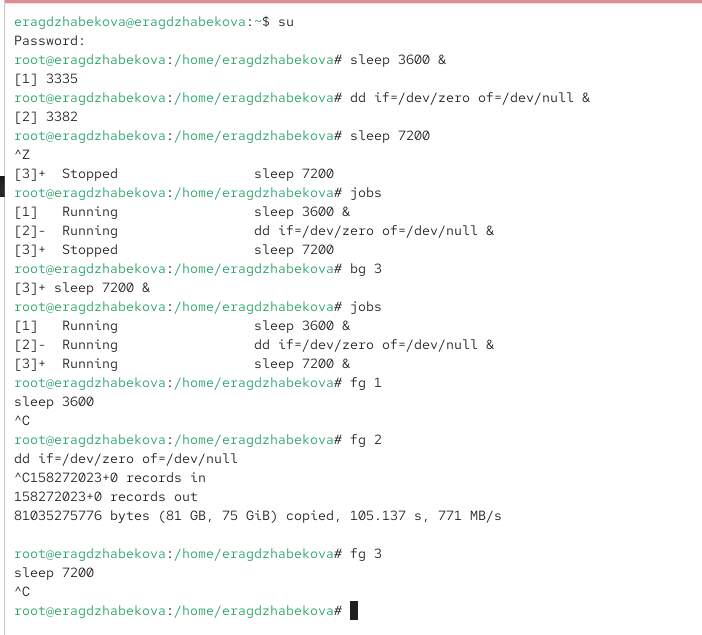 eragdzhabekova@eragdzhabekova:~$ su
Password:
root@eragdzhabekova:/home/eragdzhabekova# sleep 3600 &
[1] 3335
root@eragdzhabekova:/home/eragdzhabekova# dd if=/dev/zero of=/dev/null &
[2] 3382
root@eragdzhabekova:/home/eragdzhabekova# sleep 7200
^Z
[3]+  Stopped                 sleep 7200
root@eragdzhabekova:/home/eragdzhabekova# jobs
[1]   Running                 sleep 3600 &
[2]-  Running                 dd if=/dev/zero of=/dev/null &
[3]+  Stopped                 sleep 7200
root@eragdzhabekova:/home/eragdzhabekova# bg 3
[3]+ sleep 7200 &
root@eragdzhabekova:/home/eragdzhabekova# jobs
[1]   Running                 sleep 3600 &
[2]-  Running                 dd if=/dev/zero of=/dev/null &
[3]+  Running                 sleep 7200 &
root@eragdzhabekova:/home/eragdzhabekova# fg 1
sleep 3600
^C
root@eragdzhabekova:/home/eragdzhabekova# fg 2
dd if=/dev/zero of=/dev/null
^C158272023+0 records in
158272023+0 records out
81035275776 bytes (81 GB, 75 GiB) copied, 105.137 s, 771 MB/s
root@eragdzhabekova:/home/eragdzhabekova# fg 3
sleep 7200
^C
root@eragdzhabekova:/home/eragdzhabekova#